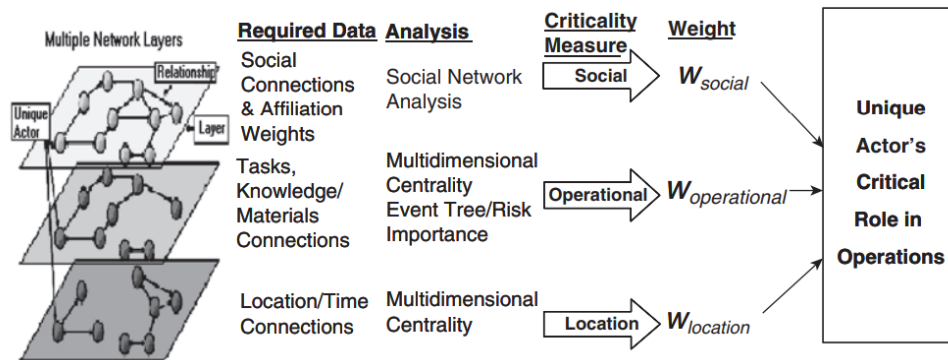 Multiple Network Layers
Relationship
Unique
Actor
Layer
Required Data
Social
Connections
& Affiliation
Weights
Tasks,
Knowledge/
Materials
Connections
Location/Time
Connections
Analysis
Social Network
Analysis
Multidimensional
Centrality
Event Tree/Risk
Importance
Multidimensional
Centrality
Criticality
Measure
Social
Operational
Location
Weight
Wsocial
Woperational
Wlocation
Unique
Actor’s
Critical
Role in
Operations